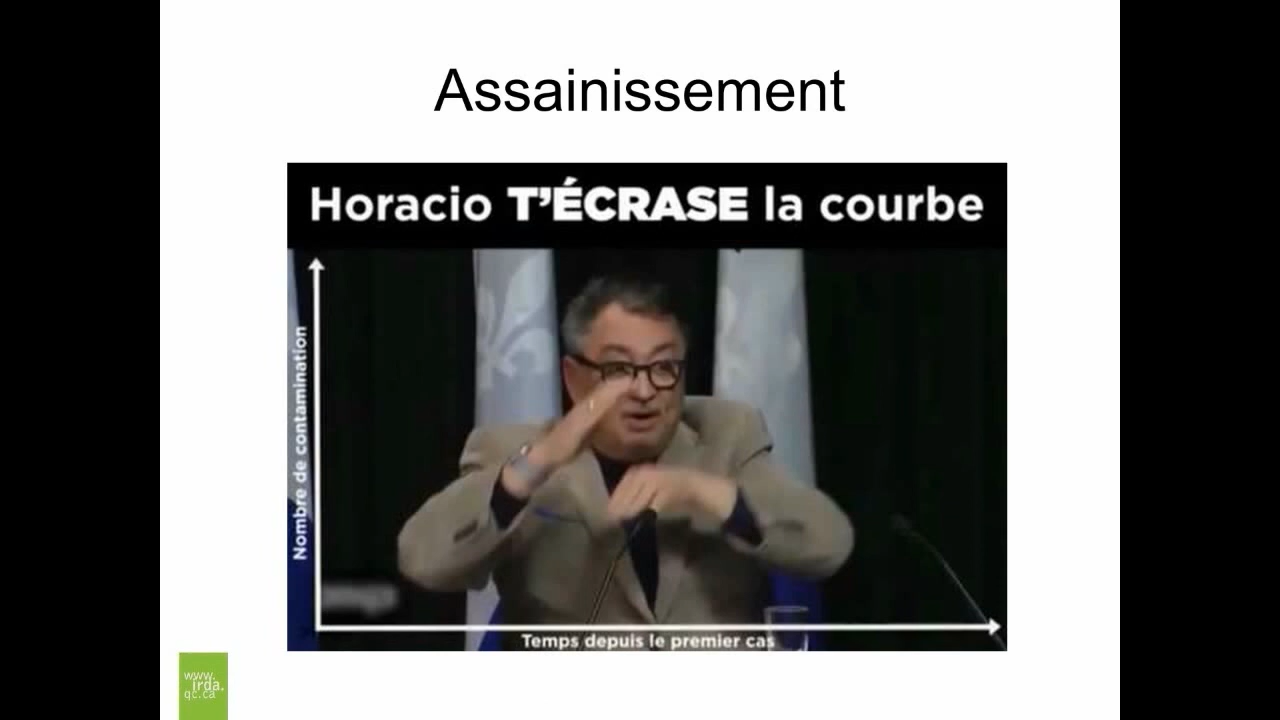 Assainissement
Horacio T'ÉCRASE la courbe
Nombre de contamination
Temps depuis le premier cas
www.
irda.
qc.ca